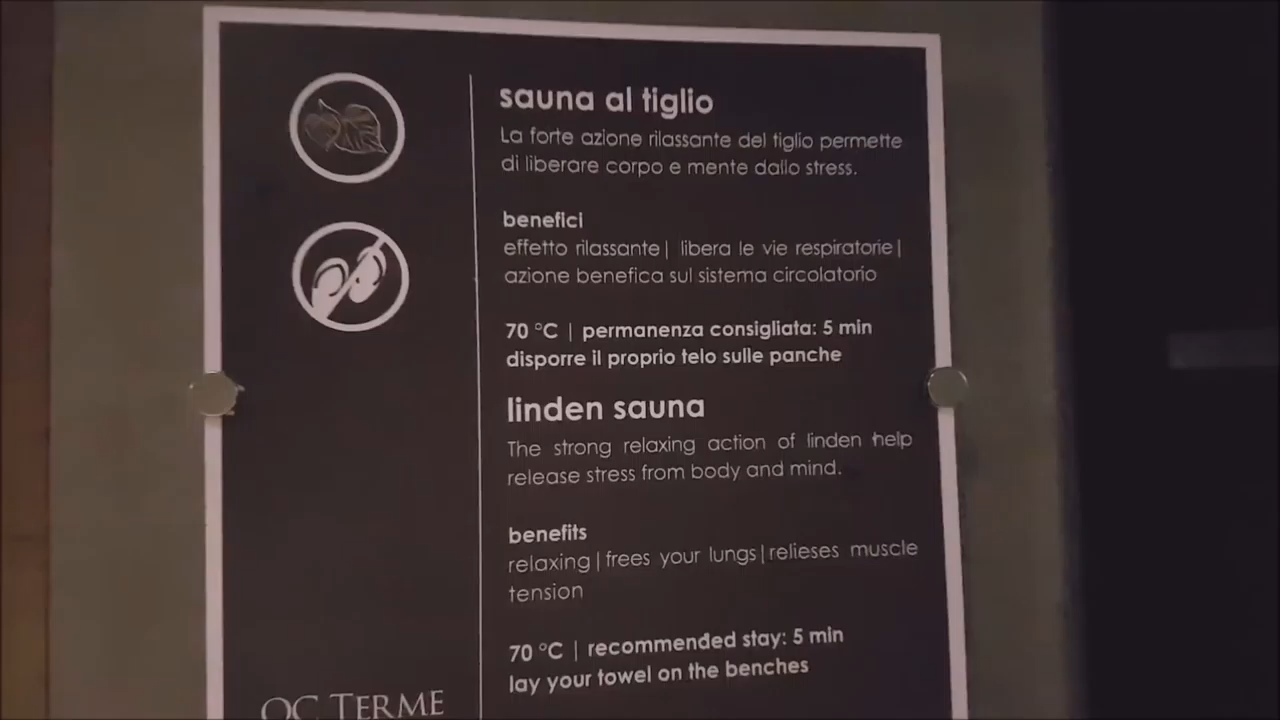 sauna al tiglio
La forte azione rilassante del tiglio permette
di liberare corpo e mente dallo stress.
benefici
effetto rilassante| libera le vie respiratorie|
azione benefica sul sistema circolatorio
70 °C | permanenza consigliata: 5 min
disporre il proprio telo sulle panche
linden sauna
The strong relaxing action of linden help
release stress from body and mind.
benefits
relaxing|frees your lungs|relieses muscle
tension
70 °C | recommended stay: 5 min
lay your towel on the benches
QC TERME